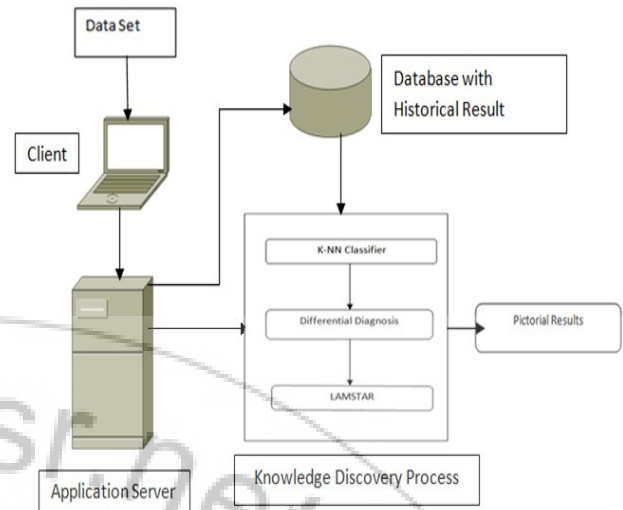 Data Set
Database with
Historical Result
Client
K-NN Classifier
Differential Diagnosis
LAMSTAR
Pictorial Results
Knowledge Discovery Process
Application Server